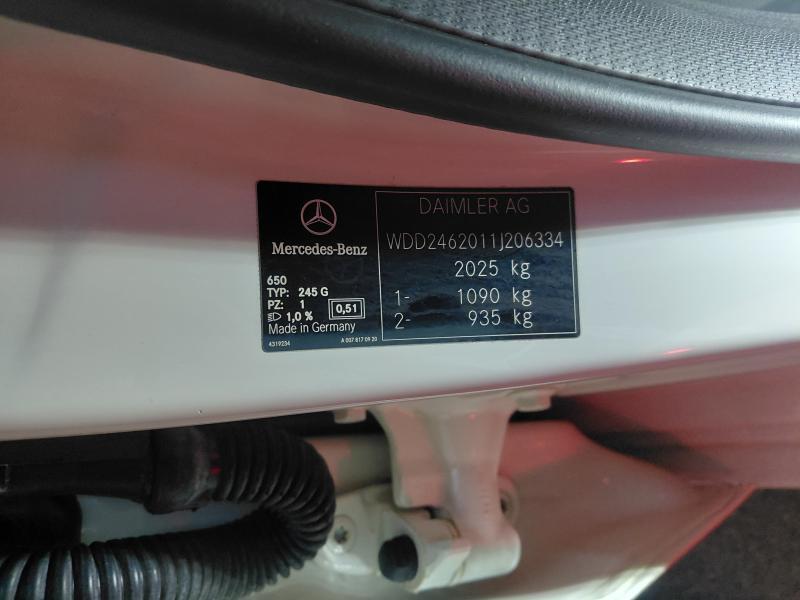 Mercedes-Benz
650
TYP: 245 G
PZ: 1
1,0 %
0,51
Made in Germany
4319234
A 007 817 09 20
DAIMLER AG
WDD2462011J206334
2025 kg
1- 1090 kg
2- 935 kg